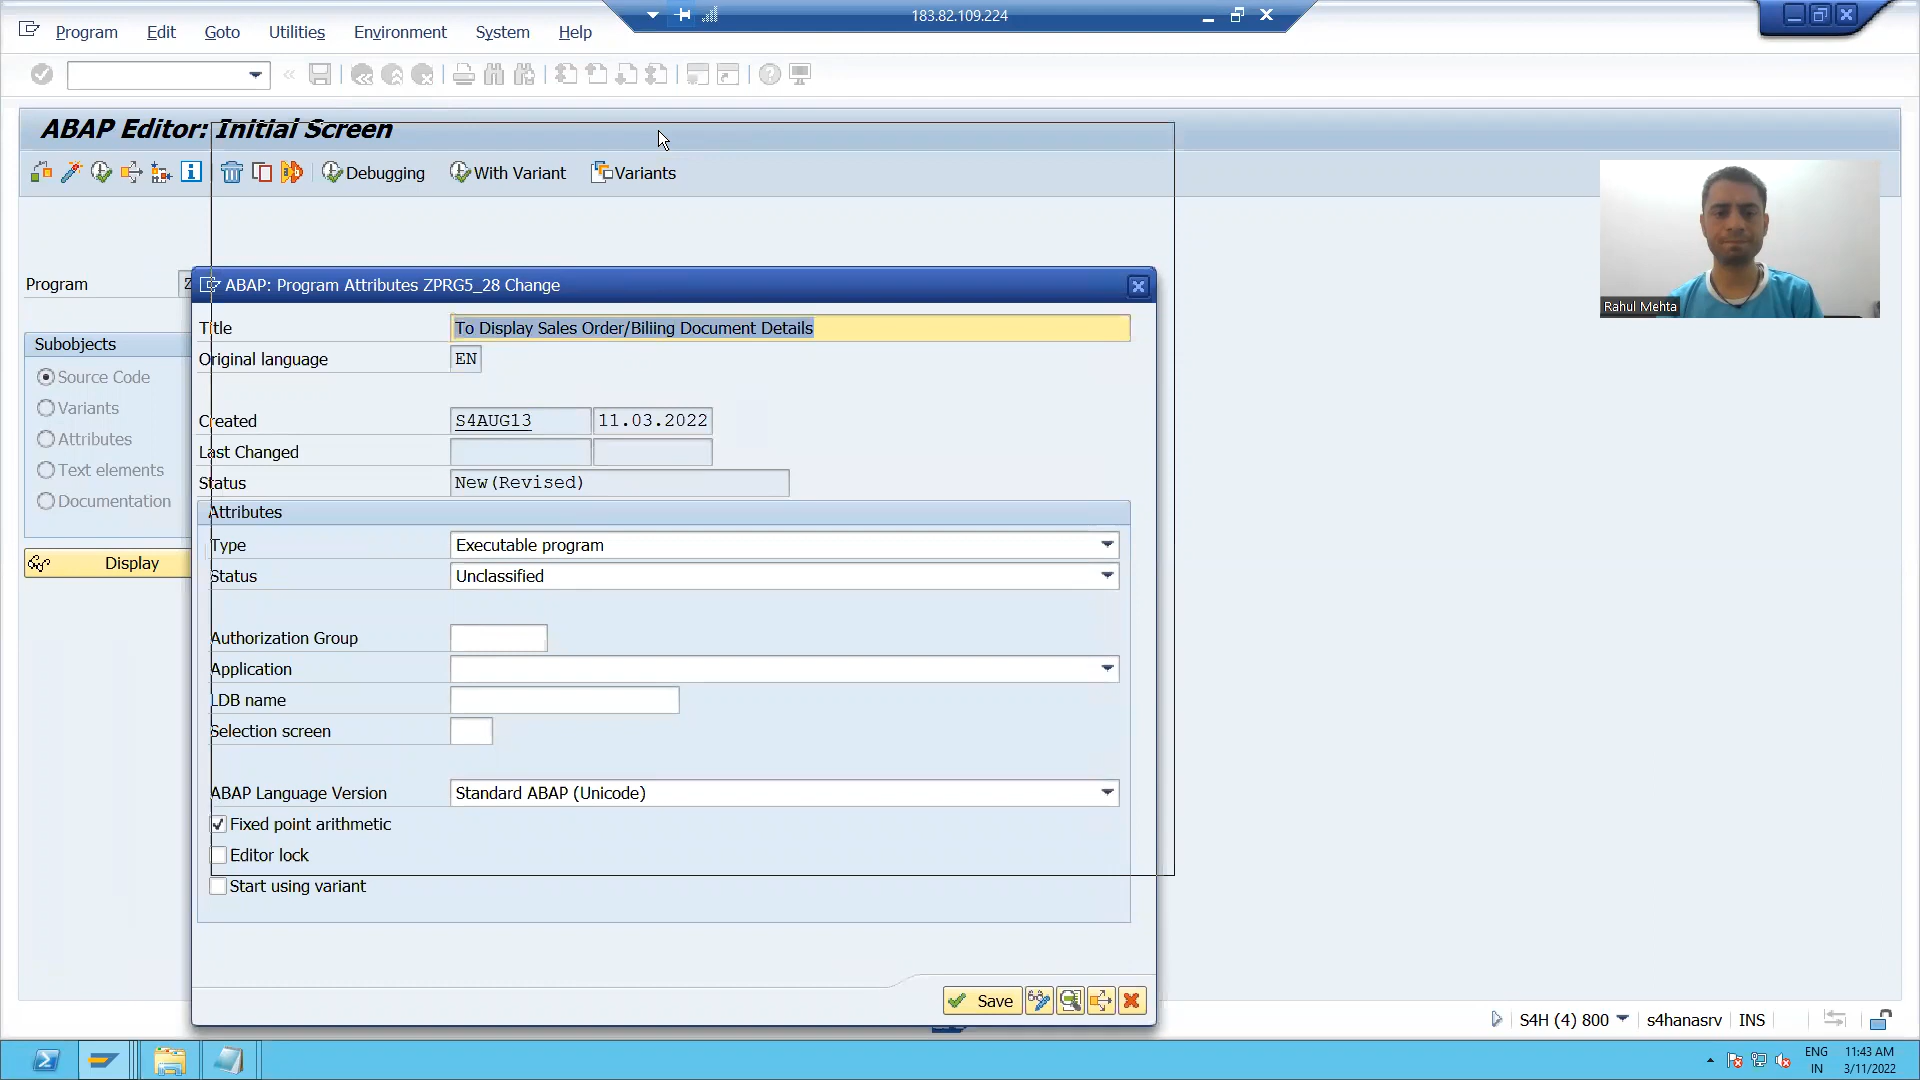 183.82.109.224
Program Edit Goto Utilities Environment System Help
ABAP Editor: Initial Screen
Debugging With Variant Variants
Program Z
Rahul Mehta
ABAP: Program Attributes ZPRG5_28 Change
Title To Display Sales Order/Biliing Document Details
Original language EN
Created S4AUG13 11.03.2022
Last Changed
Status New(Revised)
Attributes
Type Executable program
Status Unclassified
Authorization Group
Application
LDB name
Selection screen
ABAP Language Version Standard ABAP (Unicode)
Fixed point arithmetic
Editor lock
Start using variant
Save
Subobjects
Source Code
Variants
Attributes
Text elements
Documentation
Display
S4H (4) 800 s4hanasrv INS
ENG 11:43 AM
IN 3/11/2022